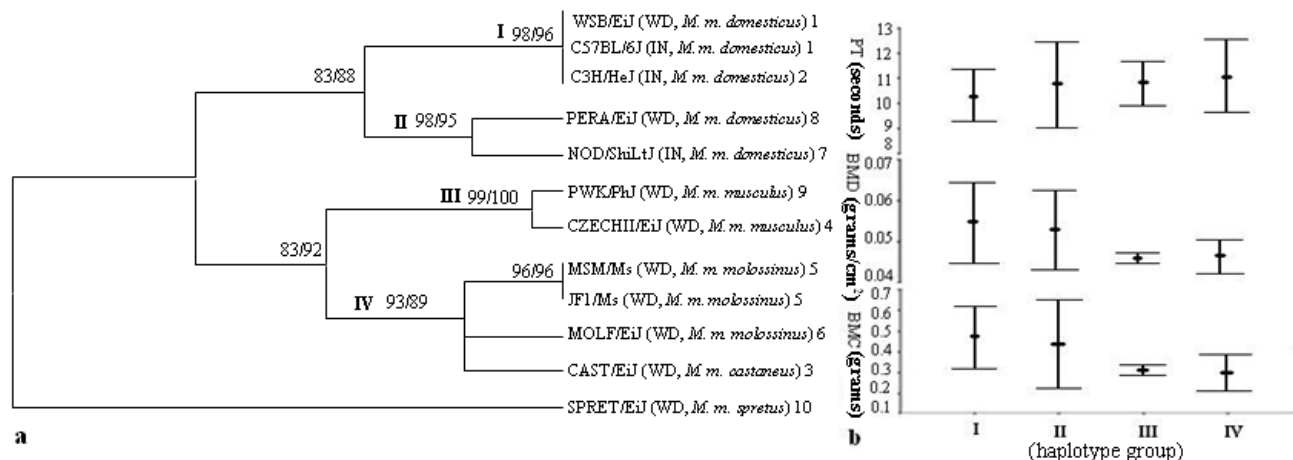 WSB/EiJ (WD, M. m. domesticus) 1
I 98/96
C57BL/6J (IN, M. m. domesticus) 1
C3H/HeJ (IN, M. m. domesticus) 2
83/88
PERA/EiJ (WD, M. m. domesticus) 8
II 98/95
NOD/ShiLtJ (IN, M. m. domesticus) 7
PWK/PhJ (WD, M. m. musculus) 9
III 99/100
CZECHII/EiJ (WD, M. m. musculus) 4
83/92
MSM/Ms (WD, M. m. molossinus) 5
96/96
JF1/Ms (WD, M. m. molossinus) 5
IV 93/89
MOLF/EiJ (WD, M. m. molossinus) 6
CAST/EiJ (WD, M. m. castaneus) 3
SPRET/EiJ (WD, M. m. spretus) 10
a
PT (seconds)
13
12
11
10
9
8
BMD (grams/cm²)
0.07
0.06
0.05
0.04
BMC (grams)
0.7
0.6
0.5
0.4
0.3
0.2
0.1
I II III IV
(haplotype group)
b